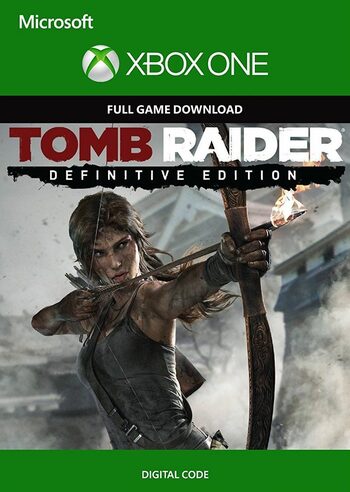 Microsoft
XBOX ONE
FULL GAME DOWNLOAD
TOMB RAIDER
DEFINITIVE EDITION
DIGITAL CODE